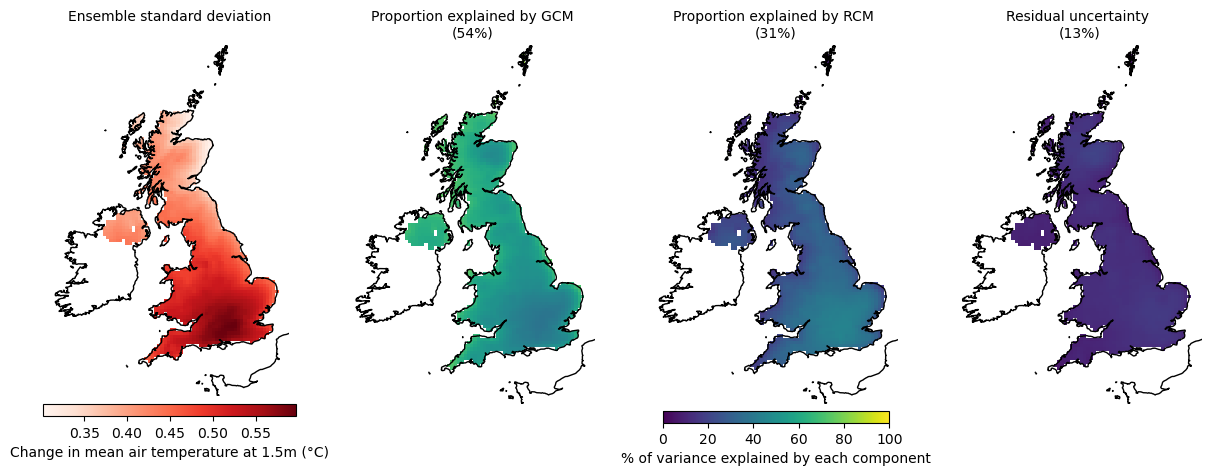 Ensemble standard deviation
Proportion explained by GCM
(54%)
Proportion explained by RCM
(31%)
Residual uncertainty
(13%)
0.35 0.40 0.45 0.50 0.55
Change in mean air temperature at 1.5m (°C)
0 20 40 60 80 100
% of variance explained by each component